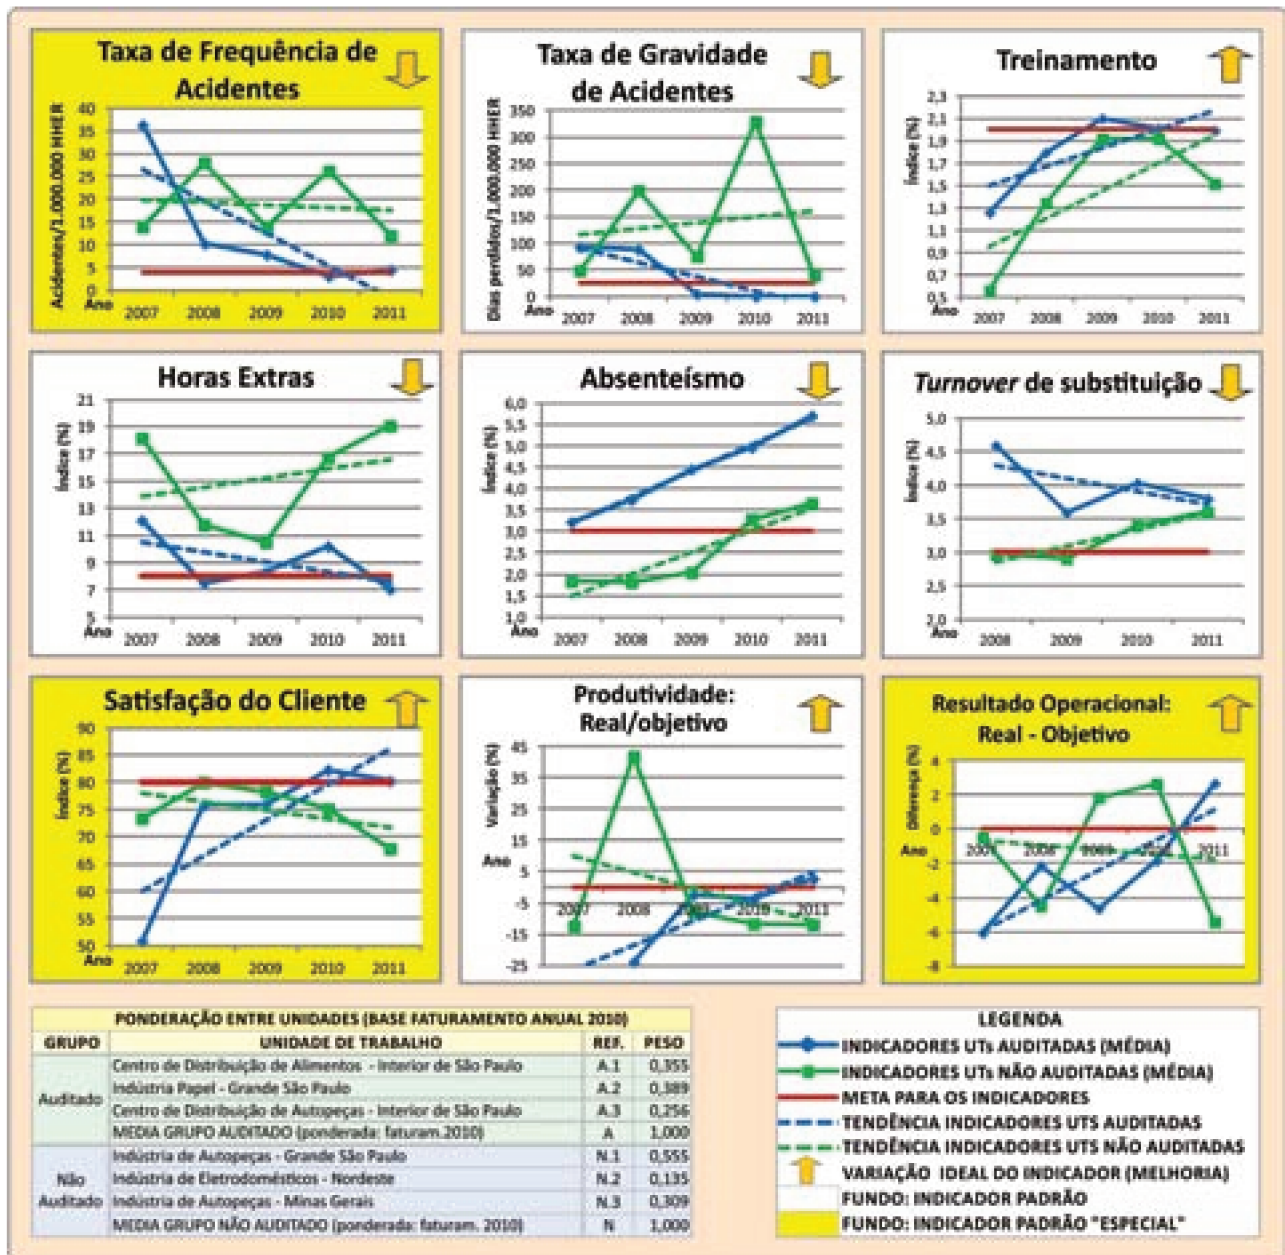 Taxa de Frequência de
Acidentes
Acidentes/1.000.000 HHER
40
35
30
25
20
15
10
5
0
Ano
2007 2008 2009 2010 2011
Taxa de Gravidade
de Acidentes
Dias perdidos/1.000.000 HHER
350
300
250
200
150
100
50
0
Ano
2007 2008 2009 2010 2011
Treinamento
Índice (%)
2,3
2,1
1,9
1,7
1,5
1,3
1,1
0,9
0,7
0,5
Ano
2007 2008 2009 2010 2011
Horas Extras
Índice (%)
21
19
17
15
13
11
9
7
5
Ano
2007 2008 2009 2010 2011
Absenteísmo
Índice (%)
6,0
5,5
5,0
4,5
4,0
3,5
3,0
2,5
2,0
1,5
1,0
Ano
2007 2008 2009 2010 2011
Turnover de substituição
Índice (%)
5,0
4,5
4,0
3,5
3,0
2,5
2,0
Ano
2008 2009 2010 2011
Satisfação do Cliente
Índice (%)
90
85
80
75
70
65
60
55
50
Ano
2007 2008 2009 2010 2011
Produtividade:
Real/objetivo
Variação (%)
45
35
25
15
5
-5
-15
-25
Ano
2007 2008 2009 2010 2011
Resultado Operacional:
Real - Objetivo
Diferença (%)
4
2
0
-2
-4
-6
-8
Ano
2007 2008 2009 2010 2011
PONDERAÇÃO ENTRE UNIDADES (BASE FATURAMENTO ANUAL 2010)
GRUPO UNIDADE DE TRABALHO REF. PESO
Auditado
Centro de Distribuição de Alimentos - Interior de São Paulo A.1 0,355
Indústria Papel - Grande São Paulo A.2 0,389
Centro de Distribuição de Autopeças - Interior de São Paulo A.3 0,256
MEDIA GRUPO AUDITADO (ponderada: faturam.2010) A 1,000
Não
Auditado
Indústria de Autopeças - Grande São Paulo N.1 0,555
Indústria de Eletrodomésticos - Nordeste N.2 0,135
Indústria de Autopeças - Minas Gerais N.3 0,309
MEDIA GRUPO NÃO AUDITADO (ponderada: faturam. 2010) N 1,000
LEGENDA
INDICADORES UTs AUDITADAS (MÉDIA)
INDICADORES UTs NÃO AUDITADAS (MÉDIA)
META PARA OS INDICADORES
TENDÊNCIA INDICADORES UTS AUDITADAS
TENDÊNCIA INDICADORES UTS NÃO AUDITADAS
VARIAÇÃO IDEAL DO INDICADOR (MELHORIA)
FUNDO: INDICADOR PADRÃO
FUNDO: INDICADOR PADRÃO "ESPECIAL"